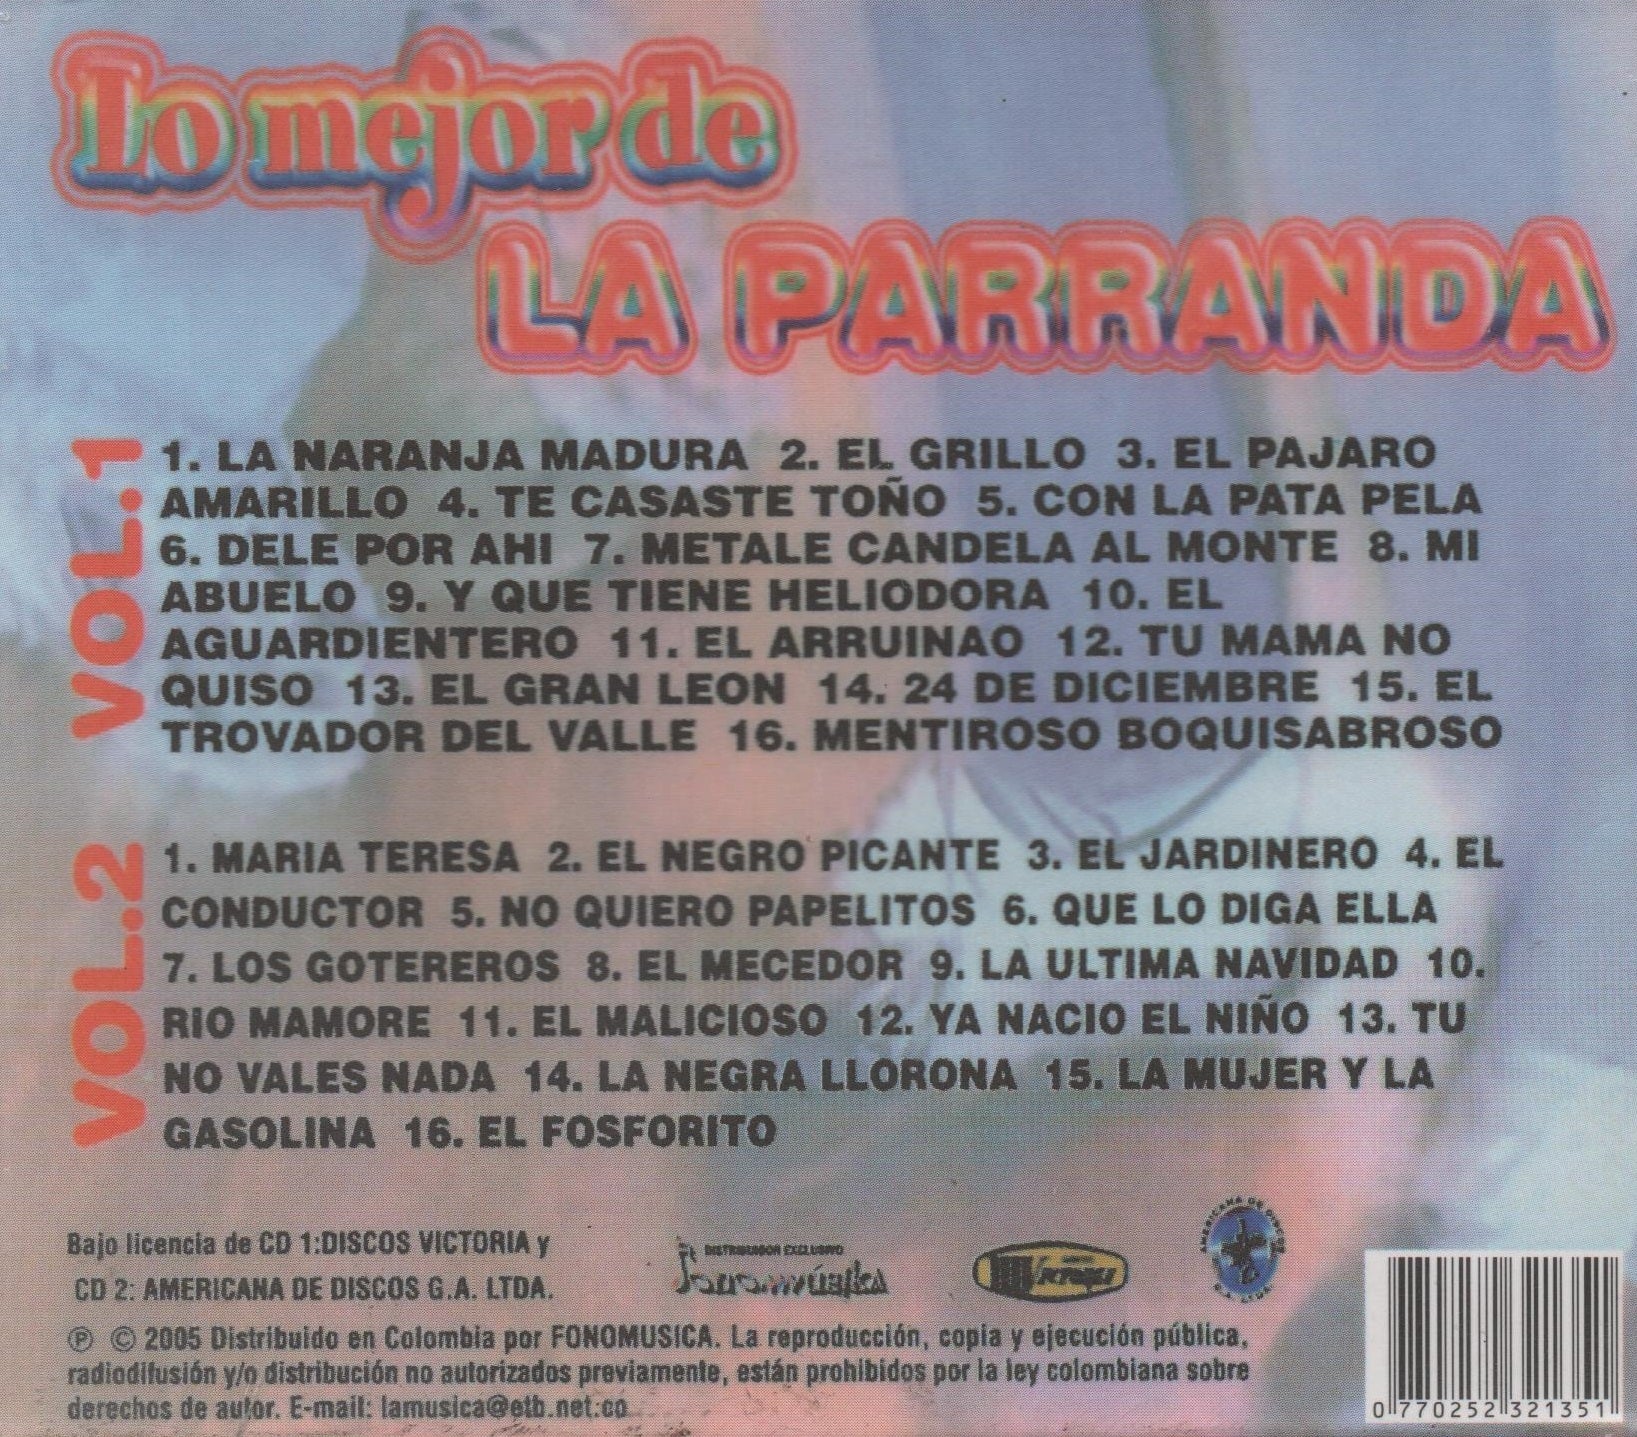 Lo mejor de
LA PARRANDA
VOL.1
1. LA NARANJA MADURA 2. EL GRILLO 3. EL PAJARO
AMARILLO 4. TE CASASTE TOÑO 5. CON LA PATA PELA
6. DELE POR AHI 7. METALE CANDELA AL MONTE 8. MI
ABUELO 9. Y QUE TIENE HELIODORA 10. EL
AGUARDIENTERO 11. EL ARRUINAO 12. TU MAMA NO
QUISO 13. EL GRAN LEON 14. 24 DE DICIEMBRE 15. EL
TROVADOR DEL VALLE 16. MENTIROSO BOQUISABROSO
VOL.2
1. MARIA TERESA 2. EL NEGRO PICANTE 3. EL JARDINERO 4. EL
CONDUCTOR 5. NO QUIERO PAPELITOS 6. QUE LO DIGA ELLA
7. LOS GOTEREROS 8. EL MECEDOR 9. LA ULTIMA NAVIDAD 10.
RIO MAMORE 11. EL MALICIOSO 12. YA NACIO EL NIÑO 13. TU
NO VALES NADA 14. LA NEGRA LLORONA 15. LA MUJER Y LA
GASOLINA 16. EL FOSFORITO
Bajo licencia de CD 1:DISCOS VICTORIA y
CD 2: AMERICANA DE DISCOS G.A. LTDA.
DISTRIBUIDOR EXCLUSIVO
fonomúsica
Victoria
AMERICANA DE DISCOS
G.A. LTDA.
℗ © 2005 Distribuido en Colombia por FONOMUSICA. La reproducción, copia y ejecución pública,
radiodifusión y/o distribución no autorizados previamente, están prohibidos por la ley colombiana sobre
derechos de autor. E-mail: lamusica@etb.net.co
0 770252 321351